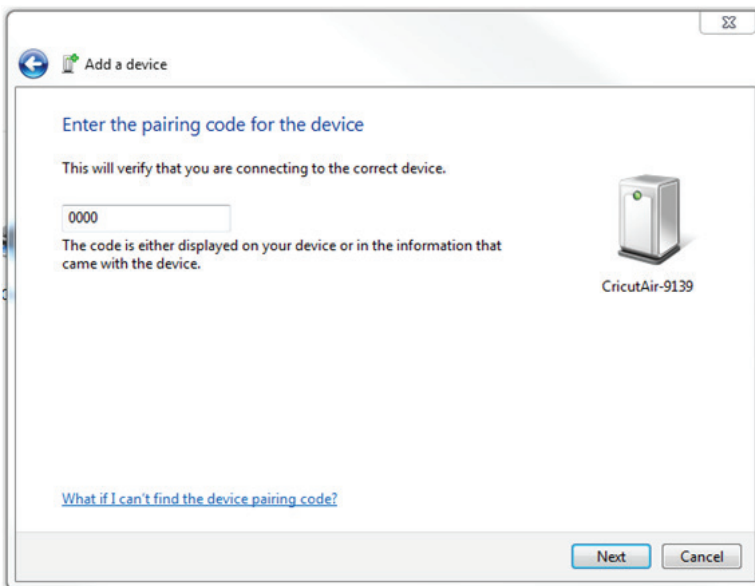 Add a device
Enter the pairing code for the device
This will verify that you are connecting to the correct device.
0000
The code is either displayed on your device or in the information that
came with the device.
CricutAir-9139
What if I can't find the device pairing code?
Next
Cancel